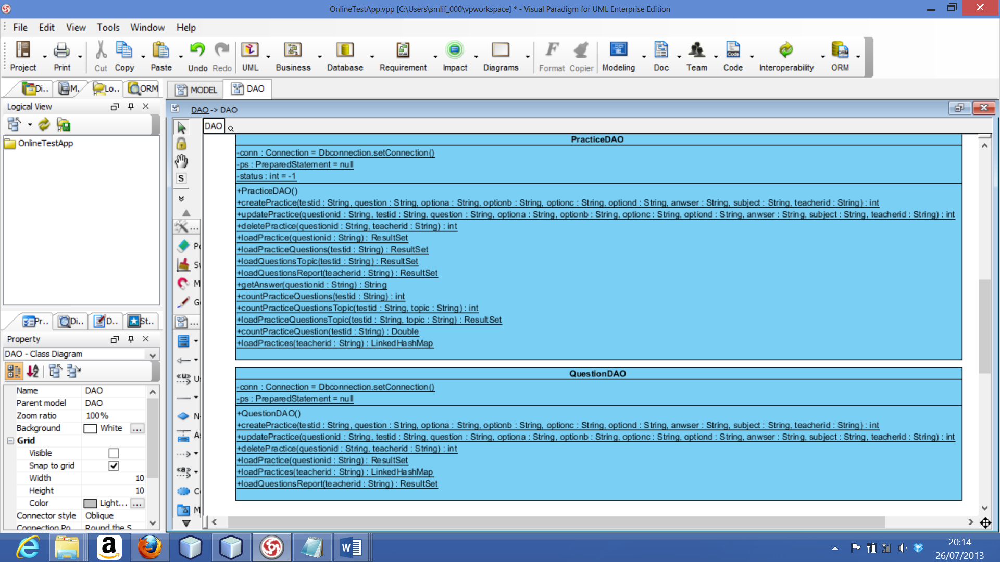 OnlineTestApp.vpp [C:\Users\smlif_000\vpworkspace] * - Visual Paradigm for UML Enterprise Edition
File Edit View Tools Window Help
Project Print Cut Copy Paste Undo Redo UML Business Database Requirement Impact Diagrams Format Copier Modeling Doc Team Code Interoperability ORM
Di.. M. Lo.. ORM
MODEL DAO
Logical View
DAO -> DAO
DAO
OnlineTestApp
S
PracticeDAO
-conn : Connection = Dbconnection.setConnection()
-ps : PreparedStatement = null
-status : int = -1
+PracticeDAO()
+createPractice(testid : String, question : String, optiona : String, optionb : String, optionc : String, optiond : String, anwser : String, subject : String, teacherid : String) : int
+updatePractice(questionid : String, testid : String, question : String, optiona : String, optionb : String, optionc : String, optiond : String, anwser : String, subject : String, teacherid : String) : int
+deletePractice(questionid : String, teacherid : String) : int
+loadPractice(questionid : String) : ResultSet
+loadPracticeQuestions(testid : String) : ResultSet
+loadQuestionsTopic(testid : String) : ResultSet
+loadQuestionsReport(teacherid : String) : ResultSet
+getAnswer(questionid : String) : String
+countPracticeQuestions(testid : String) : int
+countPracticeQuestionsTopic(testid : String, topic : String) : int
+loadPracticeQuestionsTopic(testid : String, topic : String) : ResultSet
+countPracticeQuestion(testid : String) : Double
+loadPractices(teacherid : String) : LinkedHashMap
QuestionDAO
-conn : Connection = Dbconnection.setConnection()
-ps : PreparedStatement = null
+QuestionDAO()
+createPractice(testid : String, question : String, optiona : String, optionb : String, optionc : String, optiond : String, anwser : String, subject : String, teacherid : String) : int
+updatePractice(questionid : String, testid : String, question : String, optiona : String, optionb : String, optionc : String, optiond : String, anwser : String, subject : String, teacherid : String) : int
+deletePractice(questionid : String, teacherid : String) : int
+loadPractice(questionid : String) : ResultSet
+loadPractices(teacherid : String) : LinkedHashMap
+loadQuestionsReport(teacherid : String) : ResultSet
Pr.. Di.. D.. St..
Property
DAO - Class Diagram
Name DAO
Parent model DAO
Zoom ratio 100%
Background White ...
Grid
Visible
Snap to grid
Width 10
Height 10
Color Light... ...
Connector style Oblique
Connection Po Round the S
20:14
26/07/2013